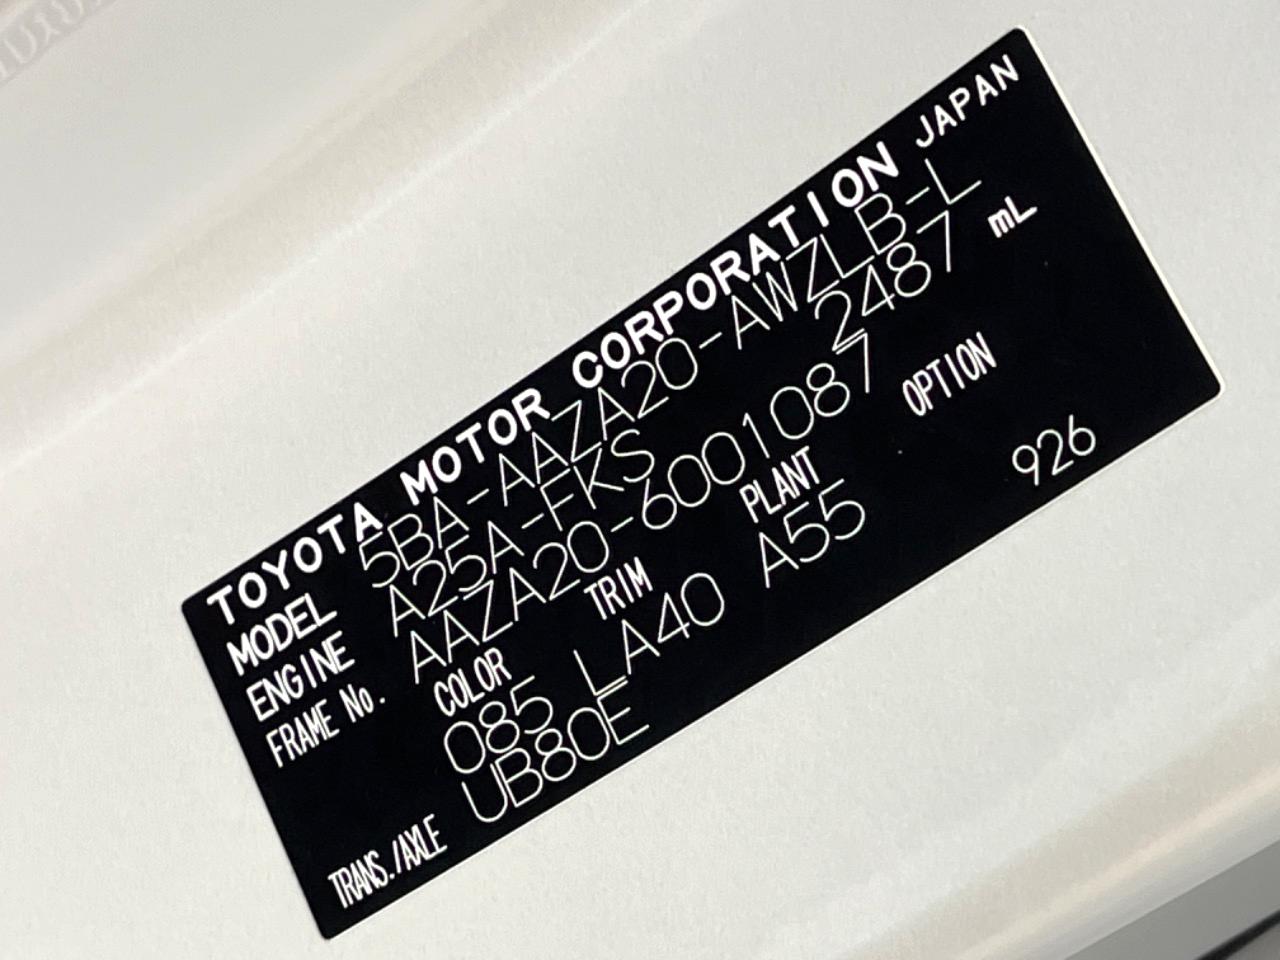 TOYOTA MOTOR CORPORATION JAPAN
MODEL 5BA-AAZA20-AWZLB-L
ENGINE A25A-FKS 2487 mL
FRAME No. AAZA20-6001087
COLOR TRIM PLANT OPTION
085 LA40 A55 926
TRANS./AXLE UB80E